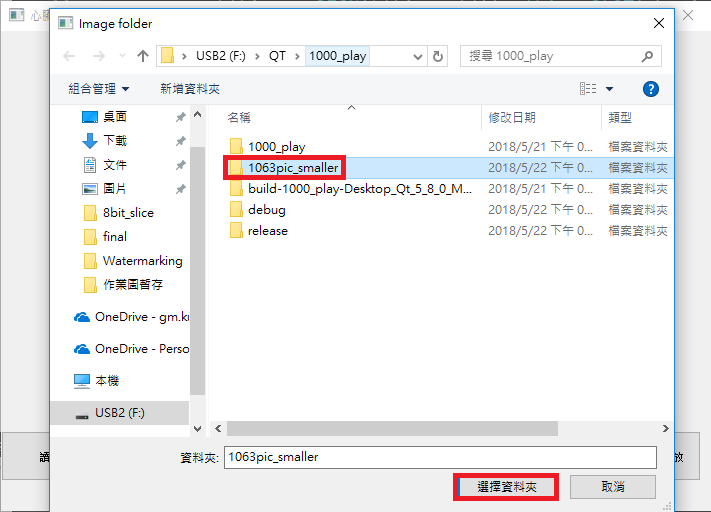 Image folder
USB2 (F:) > QT > 1000_play
搜尋 1000_play
組合管理 新增資料夾
名稱 修改日期 類型
桌面
下載
文件
圖片
8bit_slice
final
Watermarking
作業圖暫存
OneDrive - gm.k
OneDrive - Perso
本機
USB2 (F:)
1000_play 2018/5/21 下午 0... 檔案資料夾
1063pic_smaller 2018/5/22 下午 0... 檔案資料夾
build-1000_play-Desktop_Qt_5_8_0_M... 2018/5/21 下午 0... 檔案資料夾
debug 2018/5/22 下午 0... 檔案資料夾
release 2018/5/22 下午 0... 檔案資料夾
資料夾: 1063pic_smaller
選擇資料夾 取消